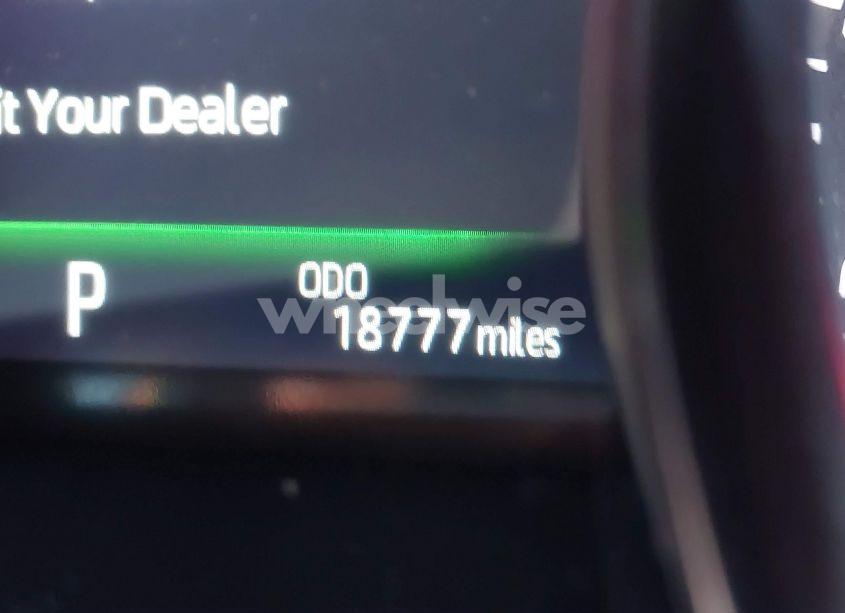 it Your Dealer
P
ODO
18777 miles
wheelwise